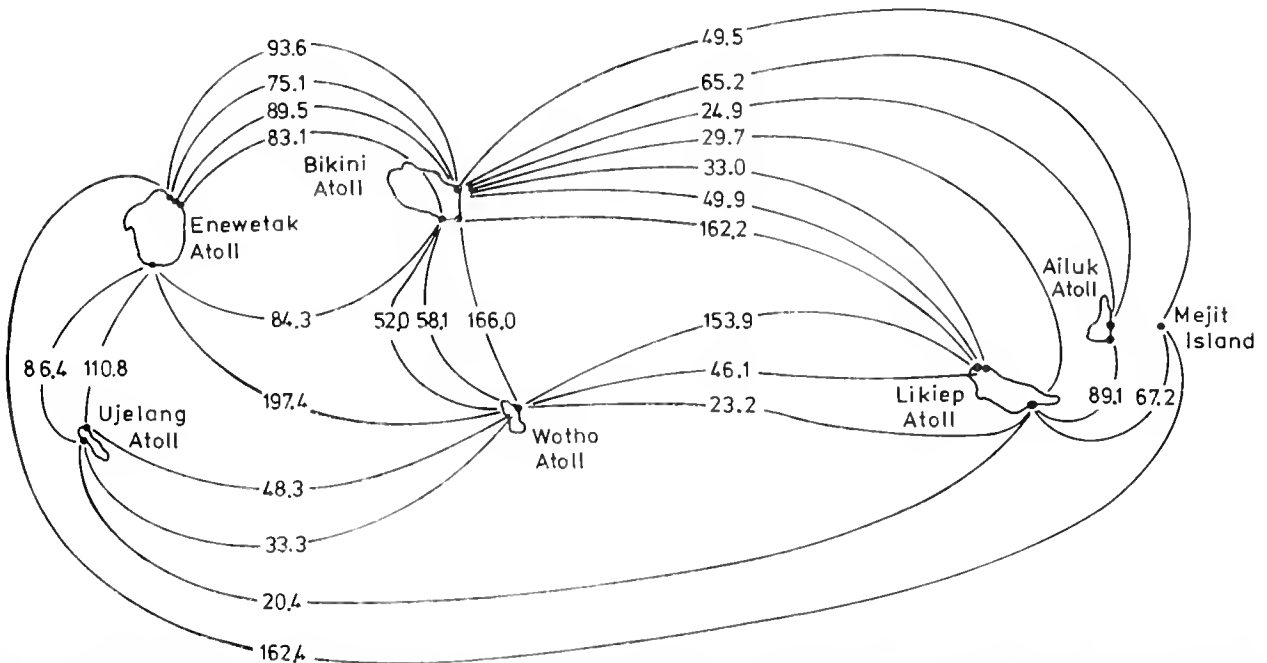 93.6
75.1
89.5
83.1
49.5
65.2
24.9
29.7
33.0
49.9
162.2
Bikini
Atoll
Enewetak
Atoll
Ailuk
Atoll
Mejit
Island
84.3
52.0
58.1
166.0
153.9
86.4
110.8
46.1
197.4
23.2
Likiep
Atoll
89.1
67.2
Ujelang
Atoll
Wotho
Atoll
48.3
33.3
20.4
162.4